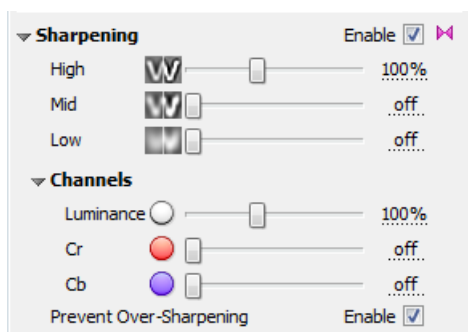 Sharpening Enable
High 100%
Mid off
Low off
Channels
Luminance 100%
Cr off
Cb off
Prevent Over-Sharpening Enable